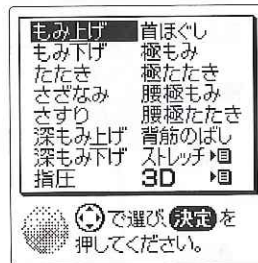 もみ上げ 首ほぐし
もみ下げ 極もみ
たたき 極たたき
さざなみ 腰極もみ
さすり 腰極たたき
深もみ上げ 背筋のばし
深もみ下げ ストレッチ
指圧 3D
で選び、決定を
押してください。